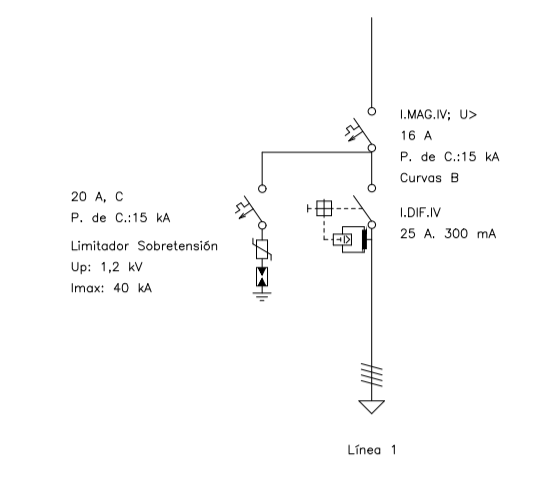 I.MAG.IV; U>
16 A
P. de C.:15 kA
Curvas B
20 A, C
P. de C.:15 kA
Limitador Sobretensión
Up: 1,2 kV
Imax: 40 kA
I.DIF.IV
25 A. 300 mA
Línea 1